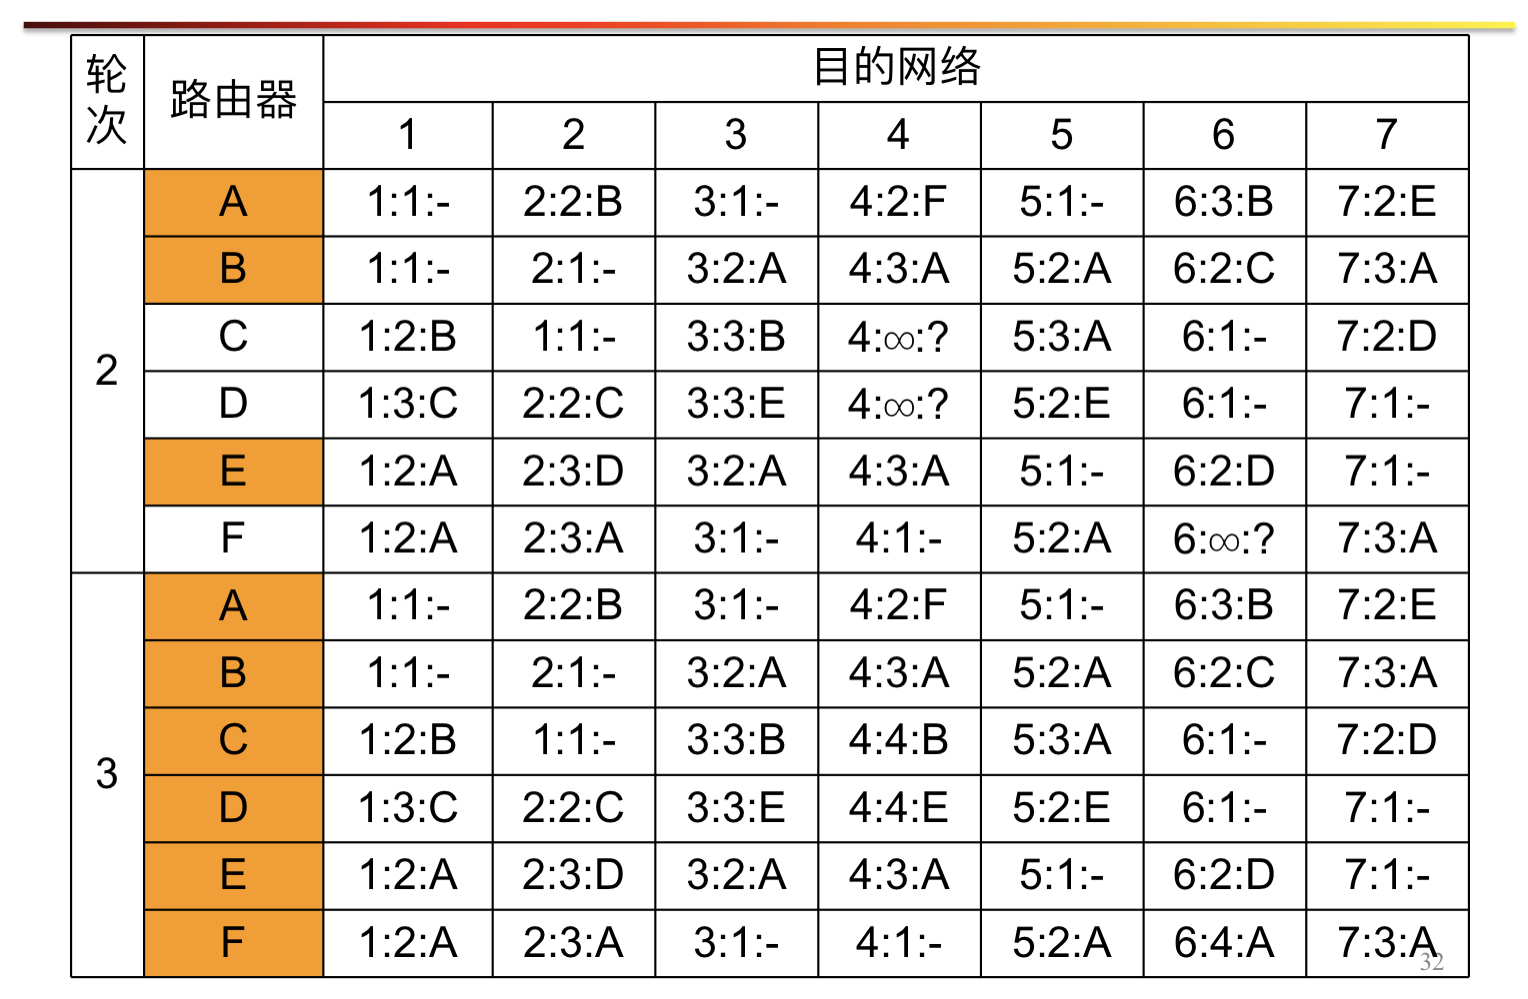 轮次 路由器 目的网络
1 2 3 4 5 6 7
2
A 1:1:- 2:2:B 3:1:- 4:2:F 5:1:- 6:3:B 7:2:E
B 1:1:- 2:1:- 3:2:A 4:3:A 5:2:A 6:2:C 7:3:A
C 1:2:B 1:1:- 3:3:B 4:∞:? 5:3:A 6:1:- 7:2:D
D 1:3:C 2:2:C 3:3:E 4:∞:? 5:2:E 6:1:- 7:1:-
E 1:2:A 2:3:D 3:2:A 4:3:A 5:1:- 6:2:D 7:1:-
F 1:2:A 2:3:A 3:1:- 4:1:- 5:2:A 6:∞:? 7:3:A
3
A 1:1:- 2:2:B 3:1:- 4:2:F 5:1:- 6:3:B 7:2:E
B 1:1:- 2:1:- 3:2:A 4:3:A 5:2:A 6:2:C 7:3:A
C 1:2:B 1:1:- 3:3:B 4:4:B 5:3:A 6:1:- 7:2:D
D 1:3:C 2:2:C 3:3:E 4:4:E 5:2:E 6:1:- 7:1:-
E 1:2:A 2:3:D 3:2:A 4:3:A 5:1:- 6:2:D 7:1:-
F 1:2:A 2:3:A 3:1:- 4:1:- 5:2:A 6:4:A 7:3:A
32